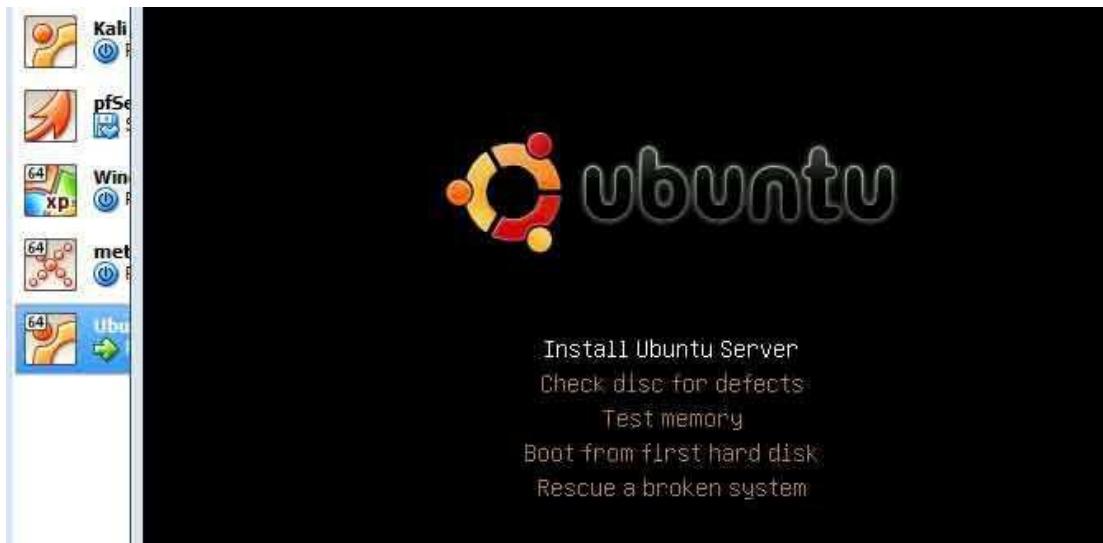 Kali
pfSe
64
Wind
xp
64
met
64
Ubu
ubuntu
Install Ubuntu Server
Check disc for defects
Test memory
Boot from first hard disk
Rescue a broken system